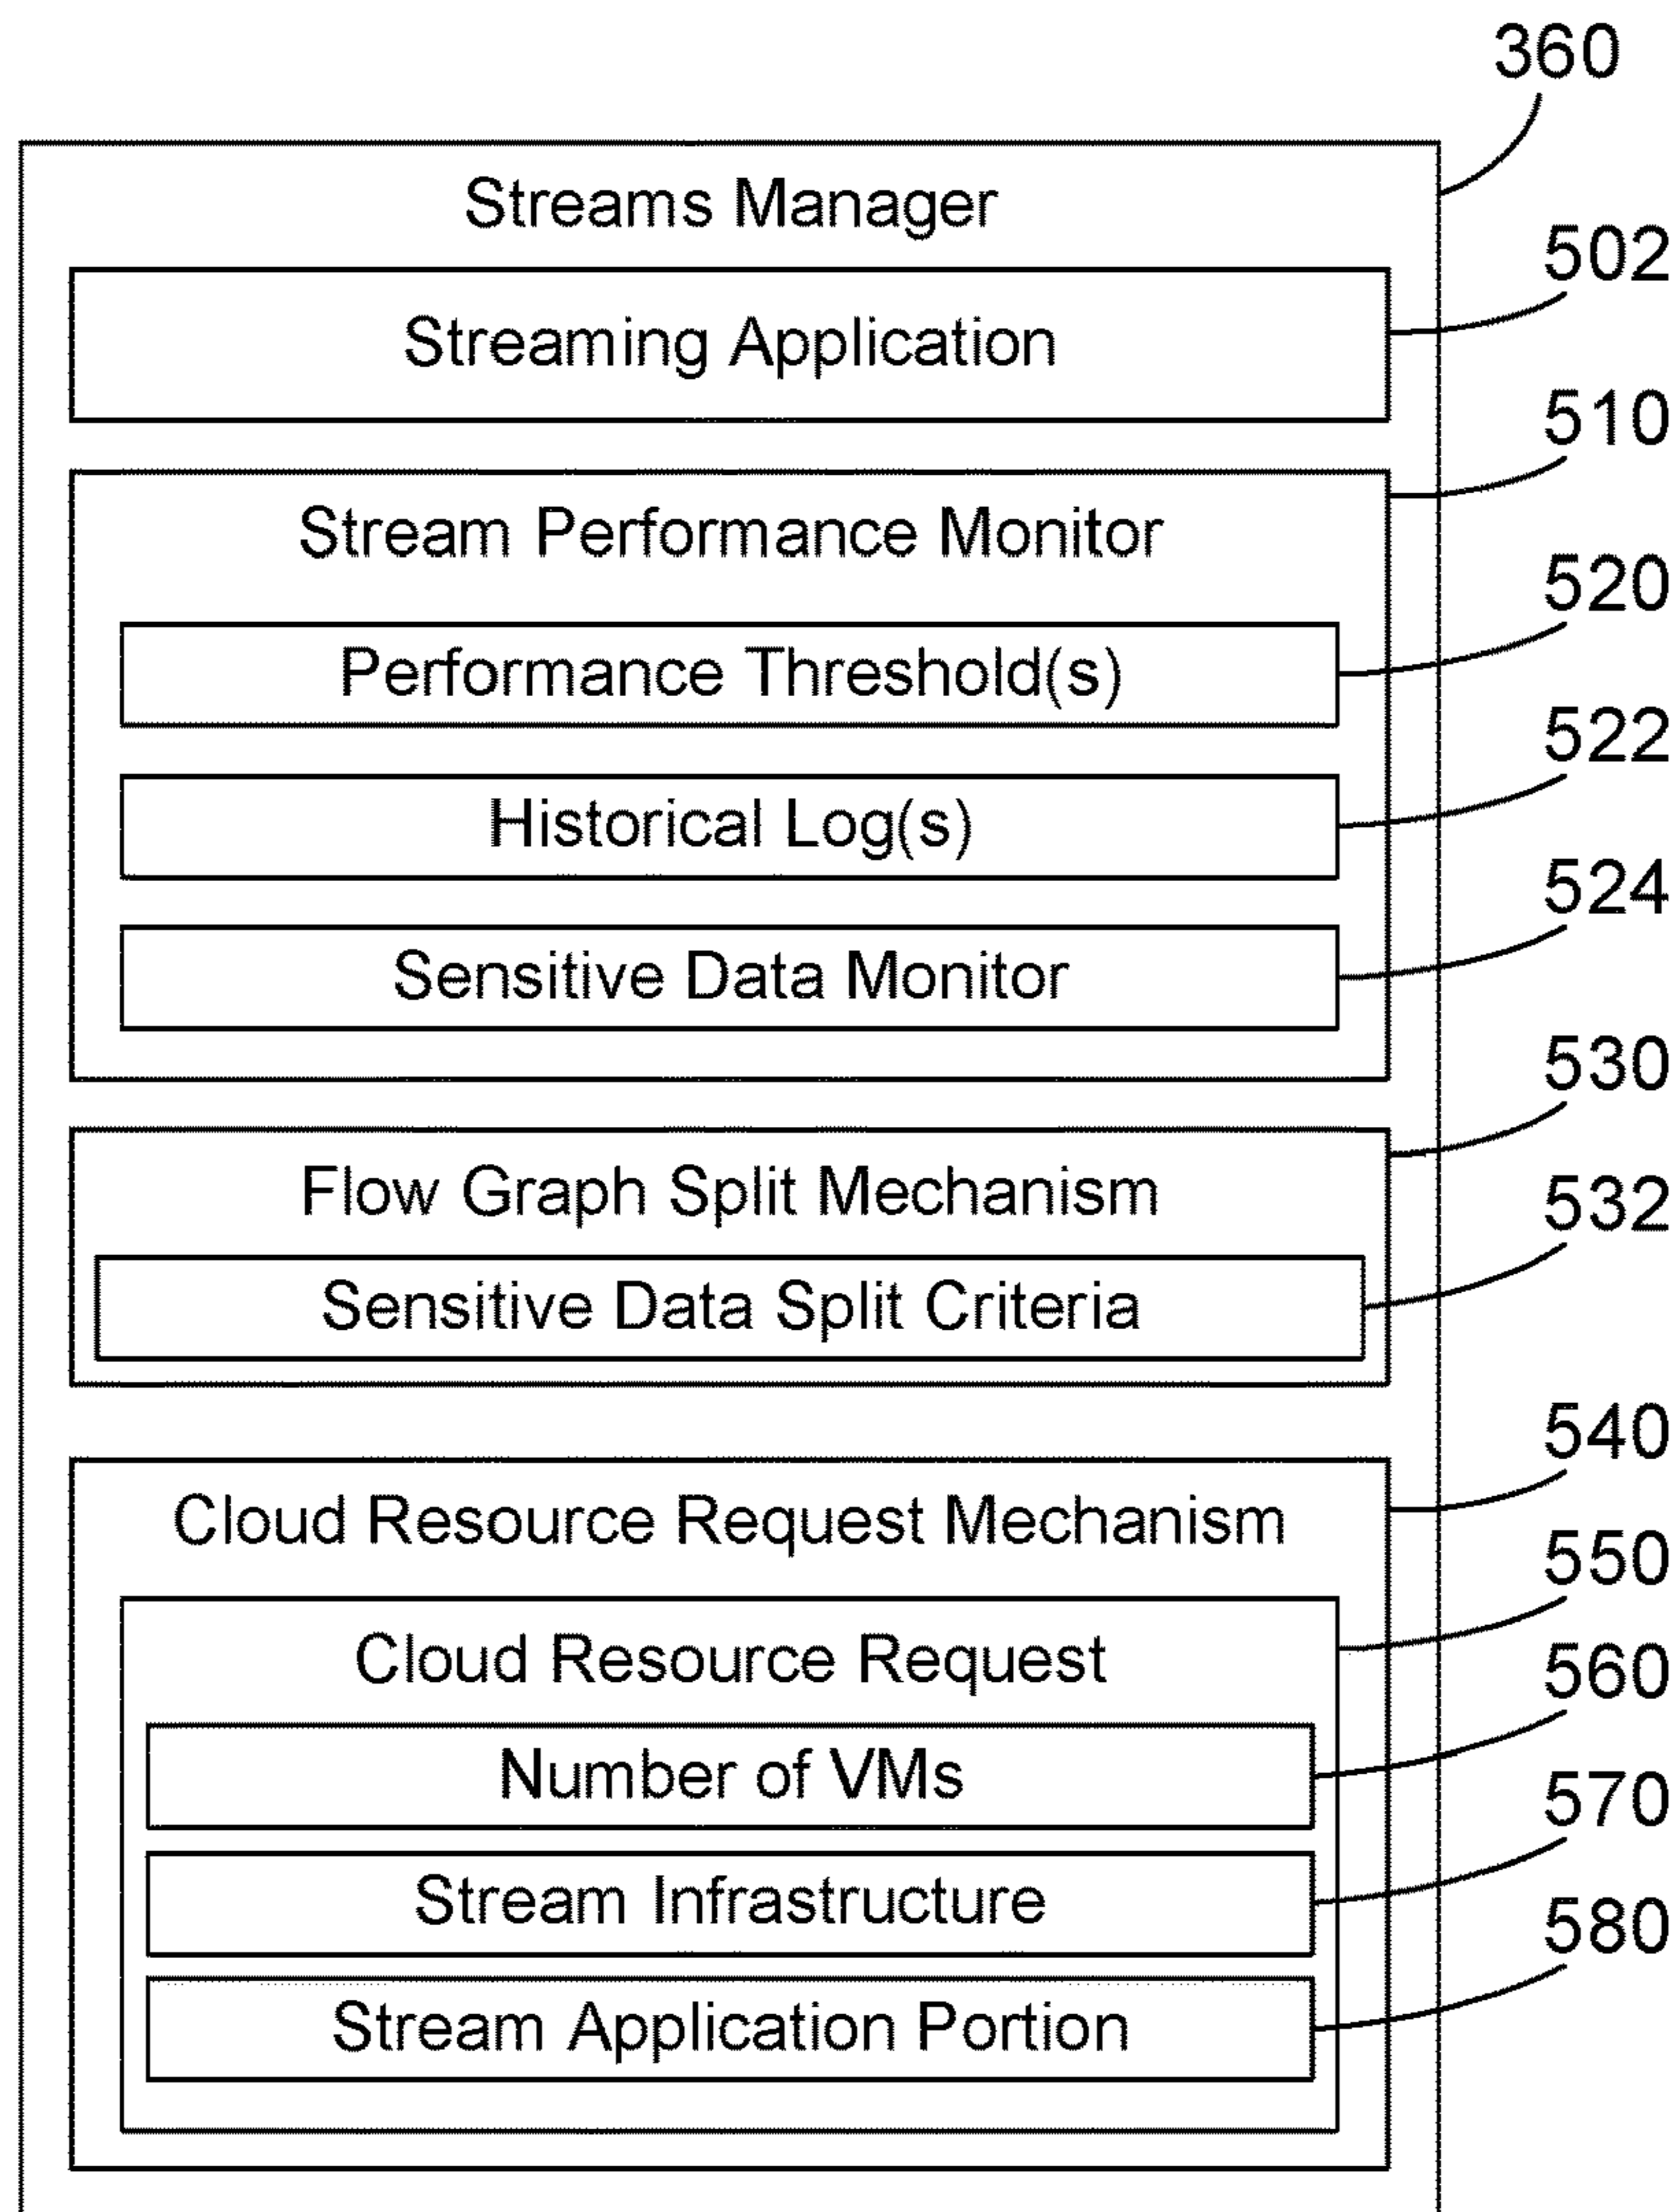 360
Streams Manager
502
Streaming Application
510
Stream Performance Monitor
520
Performance Threshold(s)
522
Historical Log(s)
524
Sensitive Data Monitor
530
Flow Graph Split Mechanism
532
Sensitive Data Split Criteria
540
Cloud Resource Request Mechanism
550
Cloud Resource Request
560
Number of VMs
570
Stream Infrastructure
580
Stream Application Portion